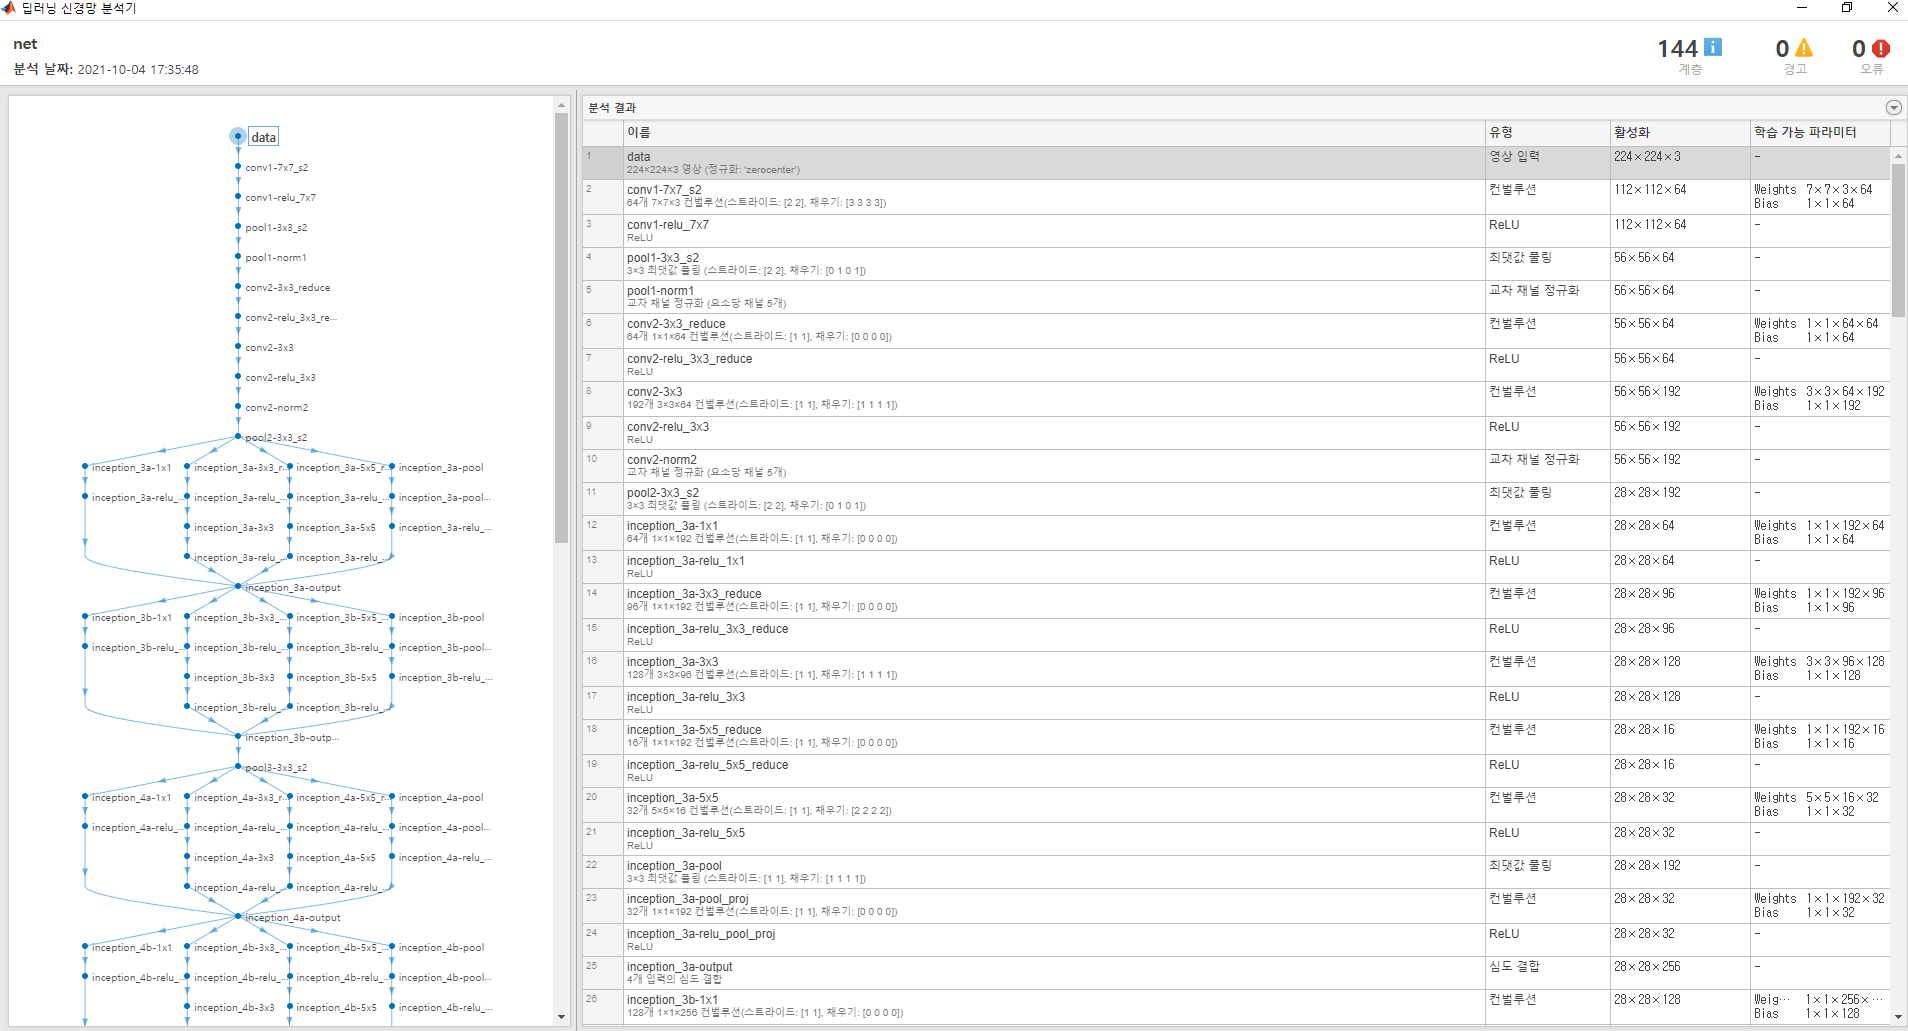 딥러닝 신경망 분석기
net
분석 날짜: 2021-10-04 17:35:48
144
계층
0
경고
0
오류
data
conv1-7x7_s2
conv1-relu_7x7
pool1-3x3_s2
pool1-norm1
conv2-3x3_reduce
conv2-relu_3x3_re...
conv2-3x3
conv2-relu_3x3
conv2-norm2
pool2-3x3_s2
inception_3a-1x1 inception_3a-3x3_r... inception_3a-5x5_r... inception_3a-pool
inception_3a-relu_... inception_3a-relu_... inception_3a-relu_... inception_3a-pool...
inception_3a-3x3 inception_3a-5x5 inception_3a-relu_...
inception_3a-relu_... inception_3a-relu_...
inception_3a-output
inception_3b-1x1 inception_3b-3x3_... inception_3b-5x5_... inception_3b-pool
inception_3b-relu_... inception_3b-relu_... inception_3b-relu_... inception_3b-pool...
inception_3b-3x3 inception_3b-5x5 inception_3b-relu_...
inception_3b-relu_... inception_3b-relu_...
inception_3b-outp...
pool3-3x3_s2
inception_4a-1x1 inception_4a-3x3_r... inception_4a-5x5_r... inception_4a-pool
inception_4a-relu_... inception_4a-relu_... inception_4a-relu_... inception_4a-pool...
inception_4a-3x3 inception_4a-5x5 inception_4a-relu_...
inception_4a-relu_... inception_4a-relu_...
inception_4a-output
inception_4b-1x1 inception_4b-3x3_... inception_4b-5x5_... inception_4b-pool
inception_4b-relu_... inception_4b-relu_... inception_4b-relu_... inception_4b-pool...
inception_4b-3x3 inception_4b-5x5 inception_4b-relu_...
분석 결과
이름 유형 활성화 학습 가능 파라미터
1 data 영상 입력 224×224×3 -
224×224×3 영상 (정규화: 'zerocenter')
2 conv1-7x7_s2 컨벌루션 112×112×64 Weights 7×7×3×64
64개 7×7×3 컨벌루션(스트라이드: [2 2], 채우기: [3 3 3 3]) Bias 1×1×64
3 conv1-relu_7x7 ReLU 112×112×64 -
ReLU
4 pool1-3x3_s2 최댓값 풀링 56×56×64 -
3×3 최댓값 풀링 (스트라이드: [2 2], 채우기: [0 1 0 1])
5 pool1-norm1 교차 채널 정규화 56×56×64 -
교차 채널 정규화 (요소당 채널 5개)
6 conv2-3x3_reduce 컨벌루션 56×56×64 Weights 1×1×64×64
64개 1×1×64 컨벌루션(스트라이드: [1 1], 채우기: [0 0 0 0]) Bias 1×1×64
7 conv2-relu_3x3_reduce ReLU 56×56×64 -
ReLU
8 conv2-3x3 컨벌루션 56×56×192 Weights 3×3×64×192
192개 3×3×64 컨벌루션(스트라이드: [1 1], 채우기: [1 1 1 1]) Bias 1×1×192
9 conv2-relu_3x3 ReLU 56×56×192 -
ReLU
10 conv2-norm2 교차 채널 정규화 56×56×192 -
교차 채널 정규화 (요소당 채널 5개)
11 pool2-3x3_s2 최댓값 풀링 28×28×192 -
3×3 최댓값 풀링 (스트라이드: [2 2], 채우기: [0 1 0 1])
12 inception_3a-1x1 컨벌루션 28×28×64 Weights 1×1×192×64
64개 1×1×192 컨벌루션(스트라이드: [1 1], 채우기: [0 0 0 0]) Bias 1×1×64
13 inception_3a-relu_1x1 ReLU 28×28×64 -
ReLU
14 inception_3a-3x3_reduce 컨벌루션 28×28×96 Weights 1×1×192×96
96개 1×1×192 컨벌루션(스트라이드: [1 1], 채우기: [0 0 0 0]) Bias 1×1×96
15 inception_3a-relu_3x3_reduce ReLU 28×28×96 -
ReLU
16 inception_3a-3x3 컨벌루션 28×28×128 Weights 3×3×96×128
128개 3×3×96 컨벌루션(스트라이드: [1 1], 채우기: [1 1 1 1]) Bias 1×1×128
17 inception_3a-relu_3x3 ReLU 28×28×128 -
ReLU
18 inception_3a-5x5_reduce 컨벌루션 28×28×16 Weights 1×1×192×16
16개 1×1×192 컨벌루션(스트라이드: [1 1], 채우기: [0 0 0 0]) Bias 1×1×16
19 inception_3a-relu_5x5_reduce ReLU 28×28×16 -
ReLU
20 inception_3a-5x5 컨벌루션 28×28×32 Weights 5×5×16×32
32개 5×5×16 컨벌루션(스트라이드: [1 1], 채우기: [2 2 2 2]) Bias 1×1×32
21 inception_3a-relu_5x5 ReLU 28×28×32 -
ReLU
22 inception_3a-pool 최댓값 풀링 28×28×192 -
3×3 최댓값 풀링 (스트라이드: [1 1], 채우기: [1 1 1 1])
23 inception_3a-pool_proj 컨벌루션 28×28×32 Weights 1×1×192×32
32개 1×1×192 컨벌루션(스트라이드: [1 1], 채우기: [0 0 0 0]) Bias 1×1×32
24 inception_3a-relu_pool_proj ReLU 28×28×32 -
ReLU
25 inception_3a-output 심도 결합 28×28×256 -
4개 입력의 심도 결합
26 inception_3b-1x1 컨벌루션 28×28×128 Weig... 1×1×256×...
128개 1×1×256 컨벌루션(스트라이드: [1 1], 채우기: [0 0 0 0]) Bias 1×1×128